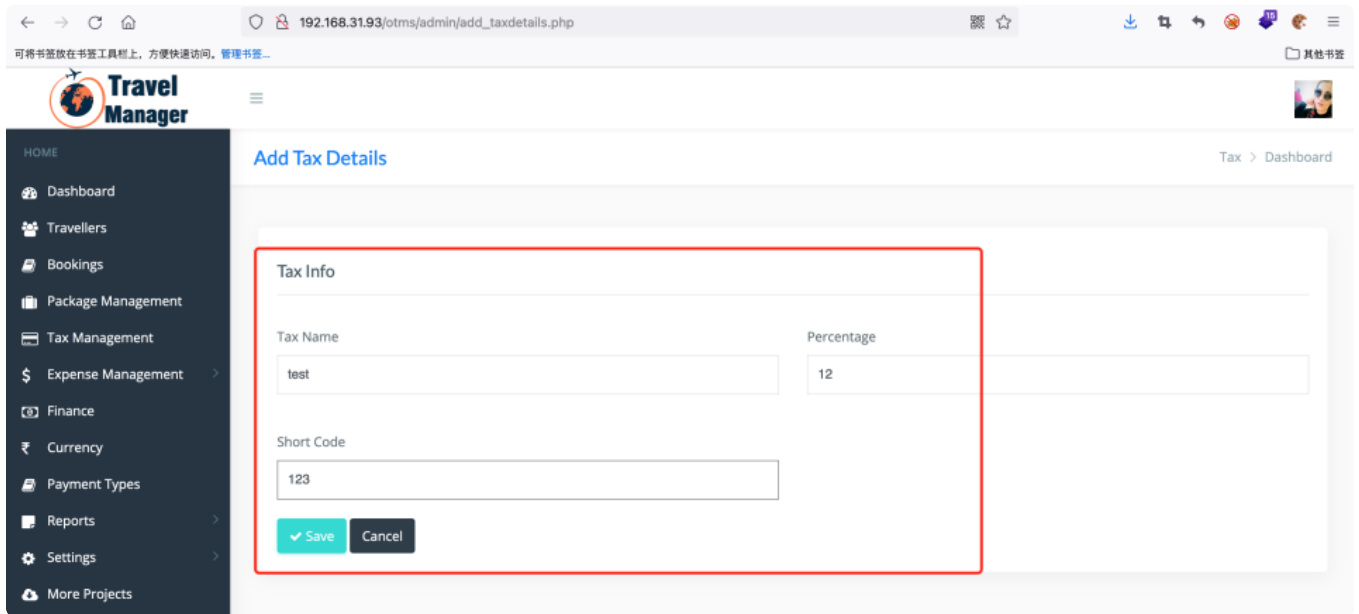 192.168.31.93/otms/admin/add_taxdetails.php
可将书签放在书签工具栏上，方便快速访问。管理书签...
其他书签
15
Travel
Manager
HOME
Add Tax Details
Tax > Dashboard
Dashboard
Travellers
Bookings
Package Management
Tax Management
Expense Management
Finance
Currency
Payment Types
Reports
Settings
More Projects
Tax Info
Tax Name
Percentage
test
12
Short Code
123
Save
Cancel